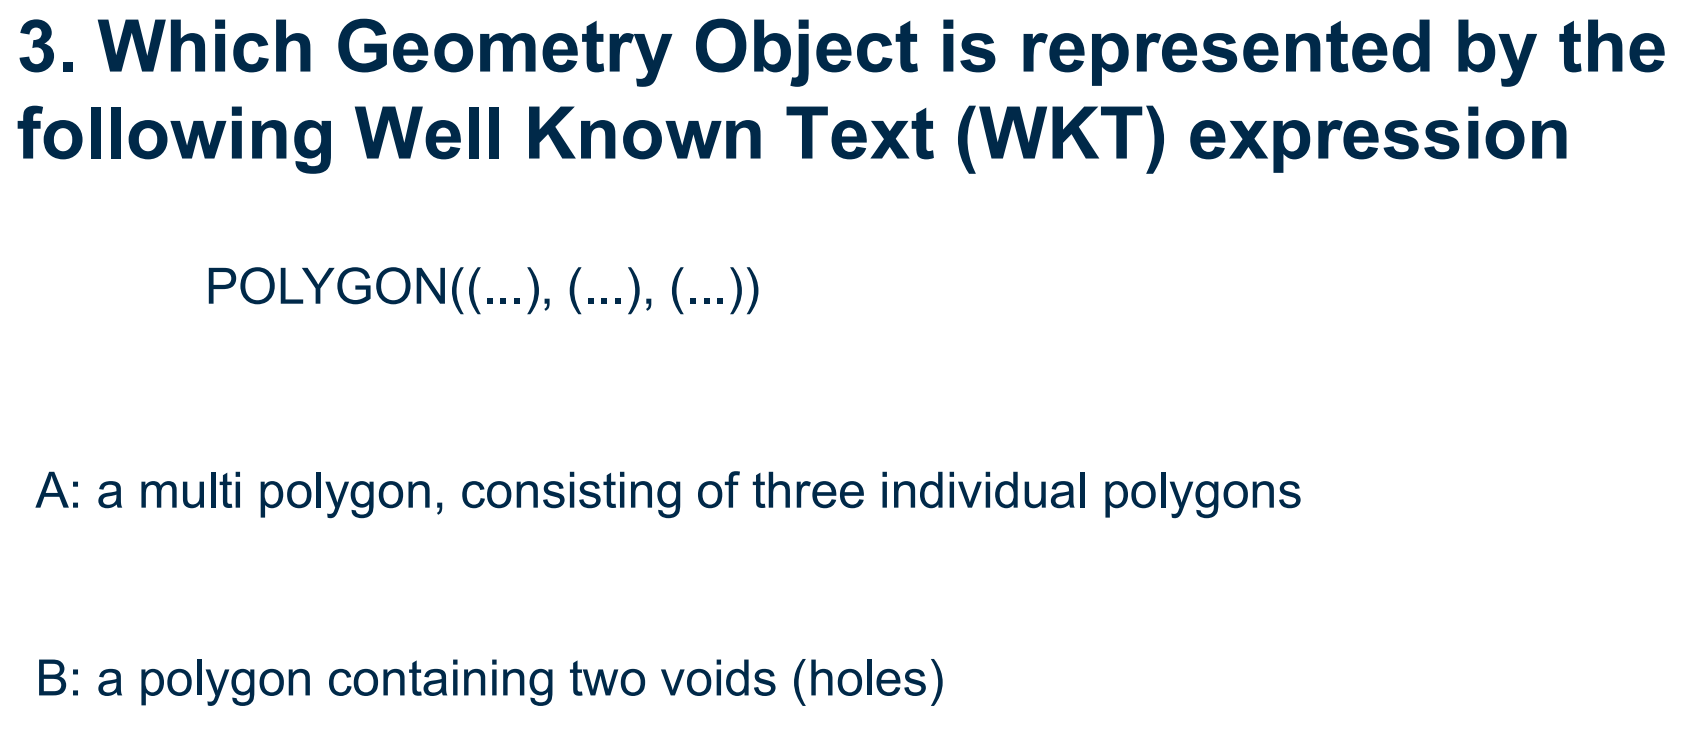 3. Which Geometry Object is represented by the
following Well Known Text (WKT) expression
POLYGON((...), (...), (...))
A: a multi polygon, consisting of three individual polygons
B: a polygon containing two voids (holes)